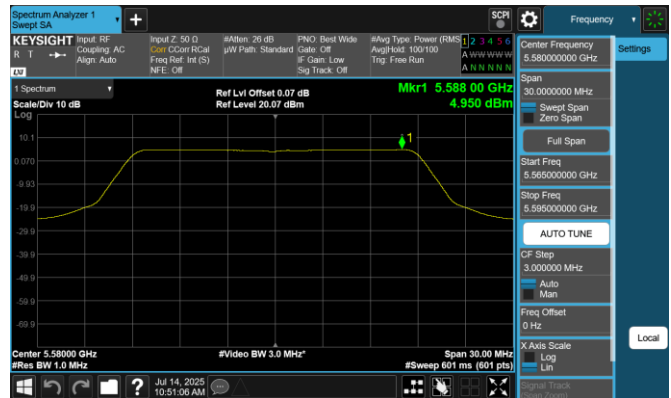 Spectrum Analyzer 1
Swept SA
SCPI
Frequency
KEYSIGHT
R T
LXI
Input: RF
Coupling: AC
Align: Auto
Input Z: 50 Ω
Corr CCorr RCal
Freq Ref: Int (S)
NFE: Off
#Atten: 26 dB
µW Path: Standard
PNO: Best Wide
Gate: Off
IF Gain: Low
Sig Track: Off
#Avg Type: Power (RMS
Avg|Hold: 100/100
Trig: Free Run
1 2 3 4 5 6
A W W W W W
A N N N N N
1 Spectrum
Scale/Div 10 dB
Log
Ref Lvl Offset 0.07 dB
Ref Level 20.07 dBm
Mkr1 5.588 00 GHz
4.950 dBm
1
10.1
0.070
-9.93
-19.9
-29.9
-39.9
-49.9
-59.9
-69.9
Center 5.58000 GHz
#Res BW 1.0 MHz
#Video BW 3.0 MHz*
Span 30.00 MHz
#Sweep 601 ms (601 pts)
?
Jul 14, 2025
10:51:06 AM
Center Frequency
5.580000000 GHz
Span
30.0000000 MHz
Swept Span
Zero Span
Full Span
Start Freq
5.565000000 GHz
Stop Freq
5.595000000 GHz
AUTO TUNE
CF Step
3.000000 MHz
Auto
Man
Freq Offset
0 Hz
X Axis Scale
Log
Lin
Signal Track
(Span Zoom)
Settings
Local